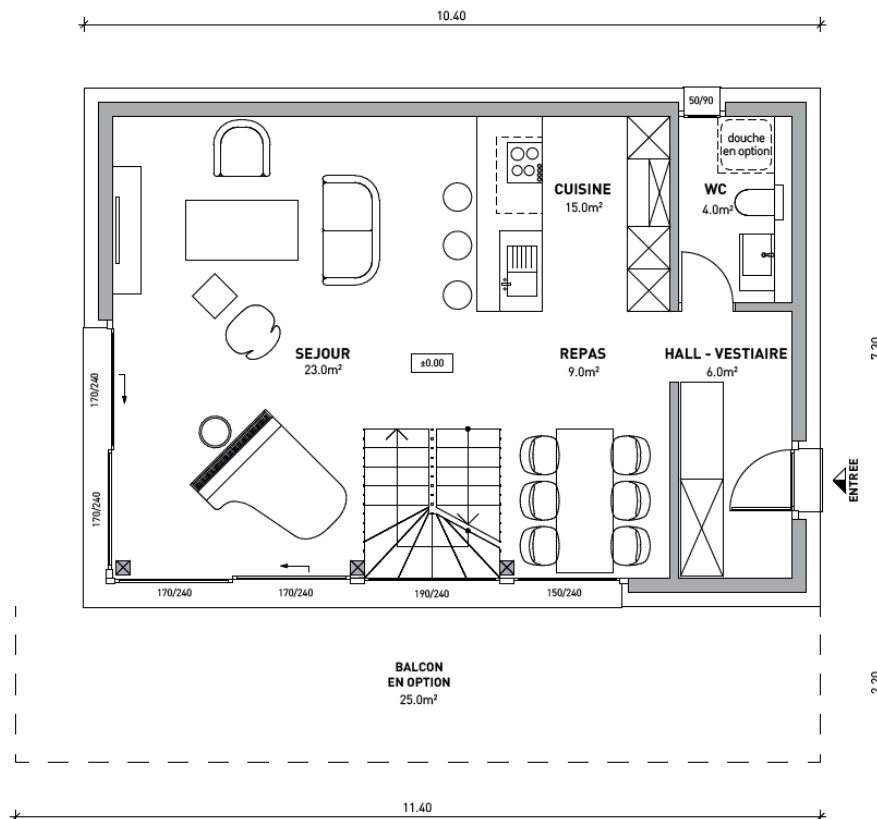 10.40
50/90
douche
en option
CUISINE
15.0m²
WC
4.0m²
SEJOUR
23.0m²
±0.00
REPAS
9.0m²
HALL - VESTIAIRE
6.0m²
7.20
170/240
170/240
ENTREE
170/240
170/240
190/240
150/240
BALCON
EN OPTION
25.0m²
2.20
11.40